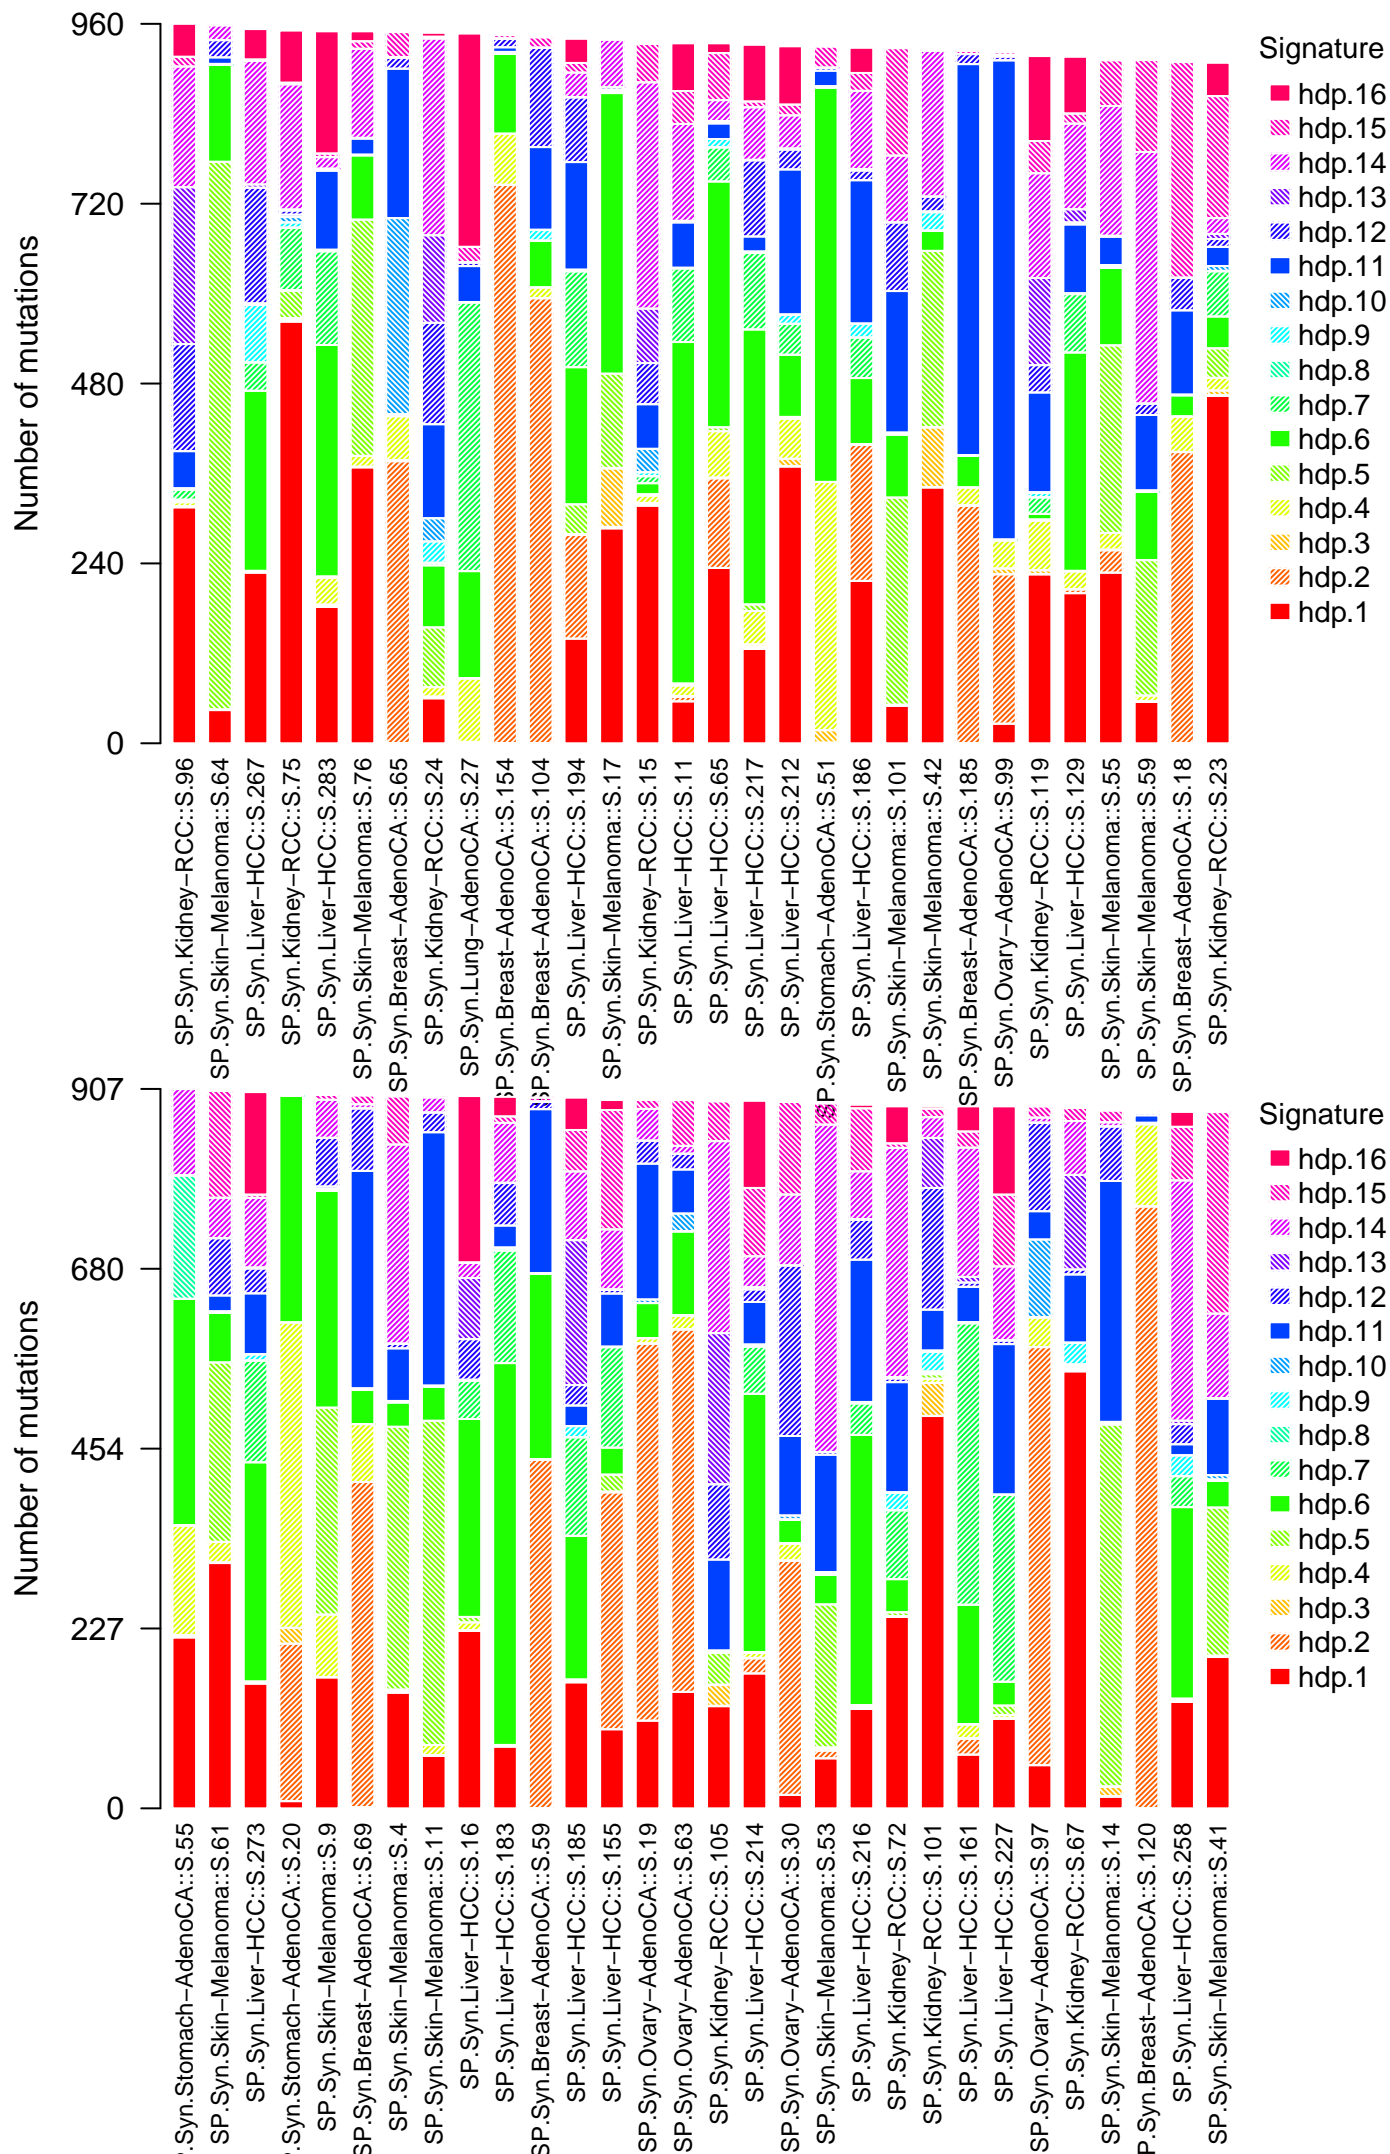 Number of mutations
960
720
480
240
0
Signature
hdp.16
hdp.15
hdp.14
hdp.13
hdp.12
hdp.11
hdp.10
hdp.9
hdp.8
hdp.7
hdp.6
hdp.5
hdp.4
hdp.3
hdp.2
hdp.1
SP.Syn.Kidney−RCC::S.96
SP.Syn.Skin−Melanoma::S.64
SP.Syn.Liver−HCC::S.267
SP.Syn.Kidney−RCC::S.75
SP.Syn.Liver−HCC::S.283
SP.Syn.Skin−Melanoma::S.76
SP.Syn.Breast−AdenoCA::S.65
SP.Syn.Kidney−RCC::S.24
SP.Syn.Lung−AdenoCA::S.27
SP.Syn.Breast−AdenoCA::S.154
SP.Syn.Breast−AdenoCA::S.104
SP.Syn.Liver−HCC::S.194
SP.Syn.Skin−Melanoma::S.17
SP.Syn.Kidney−RCC::S.15
SP.Syn.Liver−HCC::S.11
SP.Syn.Liver−HCC::S.65
SP.Syn.Liver−HCC::S.217
SP.Syn.Liver−HCC::S.212
SP.Syn.Stomach−AdenoCA::S.51
SP.Syn.Liver−HCC::S.186
SP.Syn.Skin−Melanoma::S.101
SP.Syn.Skin−Melanoma::S.42
SP.Syn.Breast−AdenoCA::S.185
SP.Syn.Ovary−AdenoCA::S.99
SP.Syn.Kidney−RCC::S.119
SP.Syn.Liver−HCC::S.129
SP.Syn.Skin−Melanoma::S.55
SP.Syn.Skin−Melanoma::S.59
SP.Syn.Breast−AdenoCA::S.18
SP.Syn.Kidney−RCC::S.23
Number of mutations
907
680
454
227
0
Signature
hdp.16
hdp.15
hdp.14
hdp.13
hdp.12
hdp.11
hdp.10
hdp.9
hdp.8
hdp.7
hdp.6
hdp.5
hdp.4
hdp.3
hdp.2
hdp.1
P.Syn.Stomach−AdenoCA::S.55
SP.Syn.Skin−Melanoma::S.61
SP.Syn.Liver−HCC::S.273
P.Syn.Stomach−AdenoCA::S.20
SP.Syn.Skin−Melanoma::S.9
SP.Syn.Breast−AdenoCA::S.69
SP.Syn.Skin−Melanoma::S.4
SP.Syn.Skin−Melanoma::S.11
SP.Syn.Liver−HCC::S.16
SP.Syn.Liver−HCC::S.183
SP.Syn.Breast−AdenoCA::S.59
SP.Syn.Liver−HCC::S.185
SP.Syn.Liver−HCC::S.155
SP.Syn.Ovary−AdenoCA::S.19
SP.Syn.Ovary−AdenoCA::S.63
SP.Syn.Kidney−RCC::S.105
SP.Syn.Liver−HCC::S.214
SP.Syn.Ovary−AdenoCA::S.30
SP.Syn.Skin−Melanoma::S.53
SP.Syn.Liver−HCC::S.216
SP.Syn.Kidney−RCC::S.72
SP.Syn.Kidney−RCC::S.101
SP.Syn.Liver−HCC::S.161
SP.Syn.Liver−HCC::S.227
SP.Syn.Ovary−AdenoCA::S.97
SP.Syn.Kidney−RCC::S.67
SP.Syn.Skin−Melanoma::S.14
P.Syn.Breast−AdenoCA::S.120
SP.Syn.Liver−HCC::S.258
SP.Syn.Skin−Melanoma::S.41